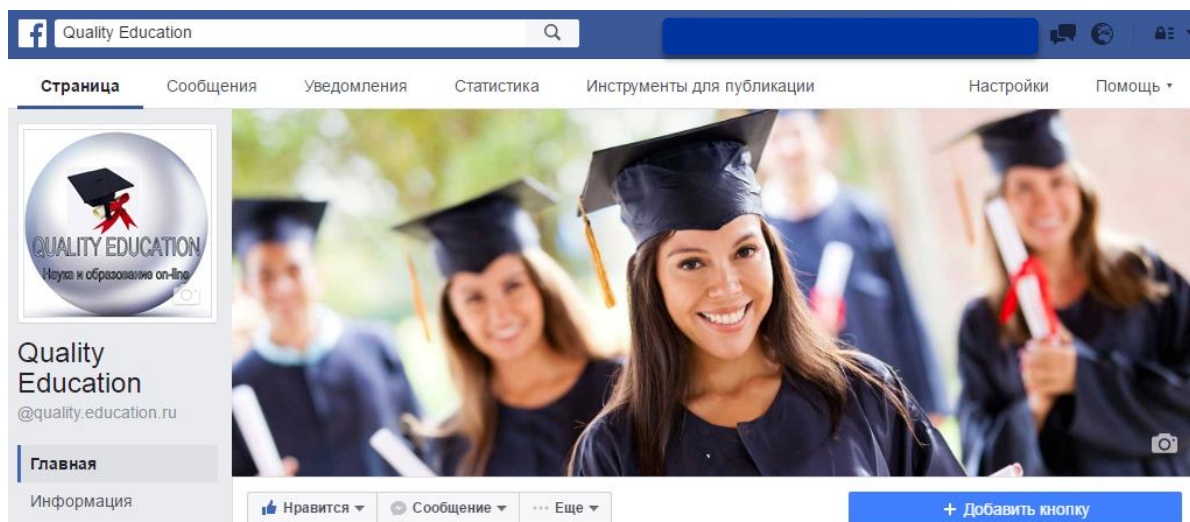 Quality Education
Страница Сообщения Уведомления Статистика Инструменты для публикации Настройки Помощь
QUALITY EDUCATION
Наука и образование on-line
Quality
Education
@quality.education.ru
Главная
Информация
Нравится Сообщение ··· Еще + Добавить кнопку